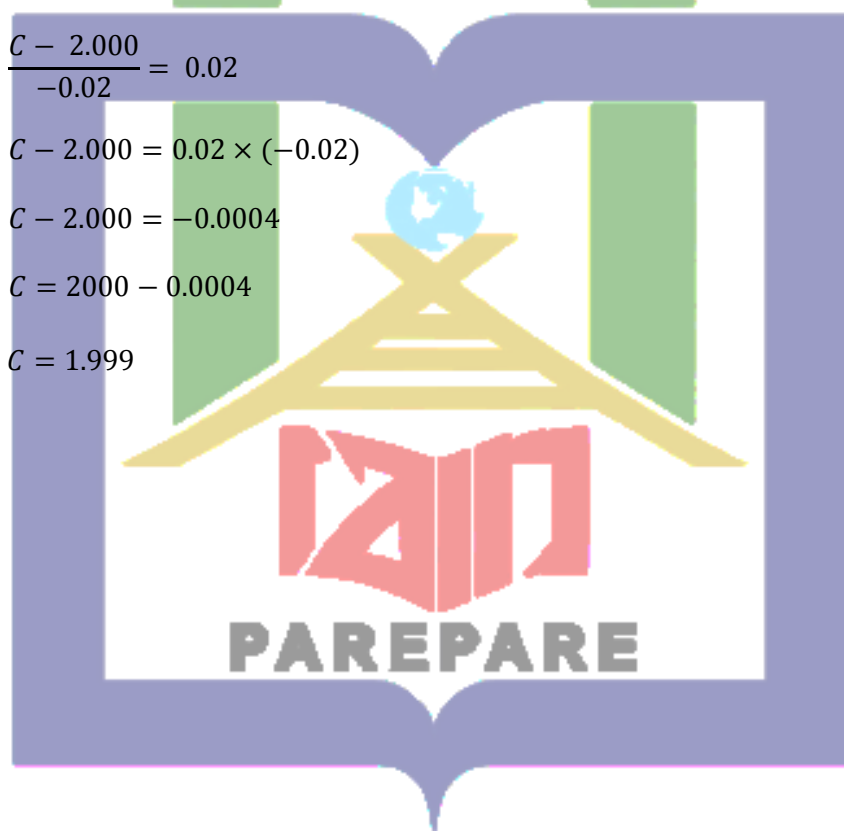 C − 2.000
−0.02
= 0.02
C − 2.000 = 0.02 × (−0.02)
C − 2.000 = −0.0004
C = 2000 − 0.0004
C = 1.999
iain
PAREPARE